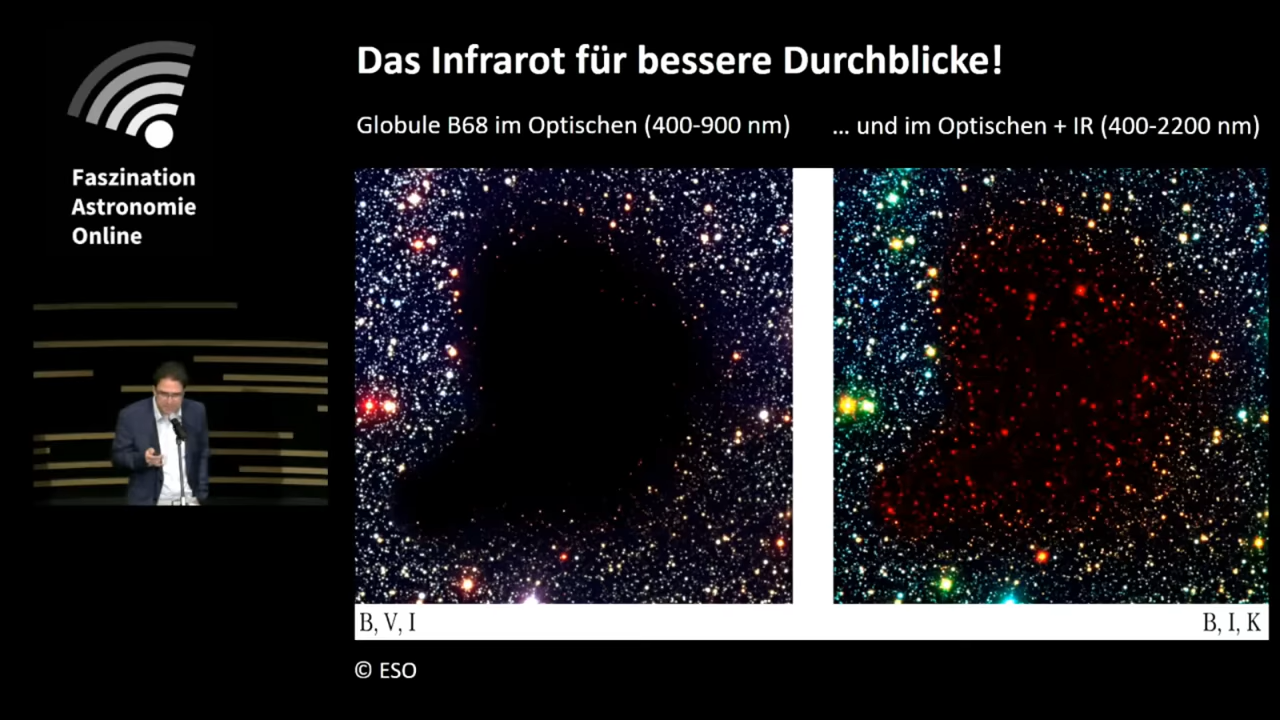 Faszination
Astronomie
Online
Das Infrarot für bessere Durchblicke!
Globule B68 im Optischen (400-900 nm)
... und im Optischen + IR (400-2200 nm)
B, V, I
B, I, K
© ESO